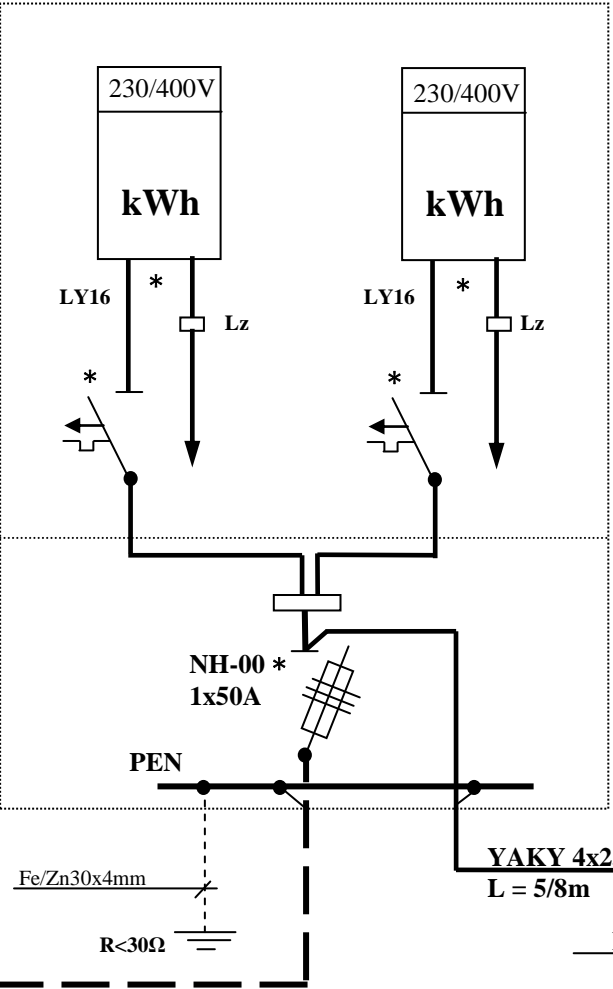 230/400V
230/400V
kWh
kWh
LY16
*
Lz
LY16
*
Lz
*
*
NH-00 *
1x50A
PEN
YAKY 4x2
L = 5/8m
Fe/Zn30x4mm
R<30Ω